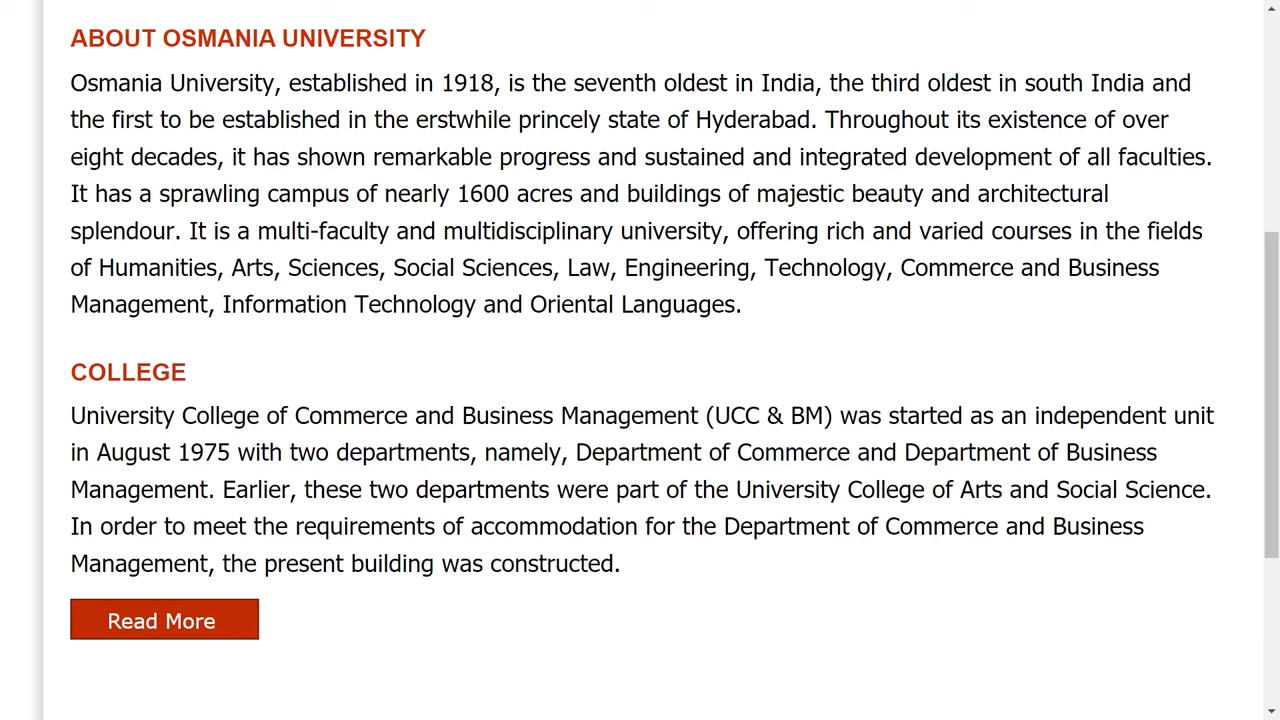 ABOUT OSMANIA UNIVERSITY
Osmania University, established in 1918, is the seventh oldest in India, the third oldest in south India and
the first to be established in the erstwhile princely state of Hyderabad. Throughout its existence of over
eight decades, it has shown remarkable progress and sustained and integrated development of all faculties.
It has a sprawling campus of nearly 1600 acres and buildings of majestic beauty and architectural
splendour. It is a multi-faculty and multidisciplinary university, offering rich and varied courses in the fields
of Humanities, Arts, Sciences, Social Sciences, Law, Engineering, Technology, Commerce and Business
Management, Information Technology and Oriental Languages.
COLLEGE
University College of Commerce and Business Management (UCC & BM) was started as an independent unit
in August 1975 with two departments, namely, Department of Commerce and Department of Business
Management. Earlier, these two departments were part of the University College of Arts and Social Science.
In order to meet the requirements of accommodation for the Department of Commerce and Business
Management, the present building was constructed.
Read More